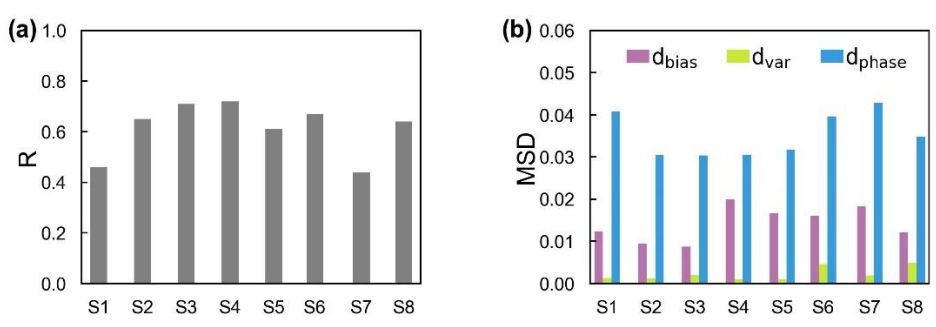 (a)
R
1.0
0.8
0.6
0.4
0.2
0.0
S1 S2 S3 S4 S5 S6 S7 S8
(b)
MSD
0.06
0.05
0.04
0.03
0.02
0.01
0.00
dbias dvar dphase
S1 S2 S3 S4 S5 S6 S7 S8